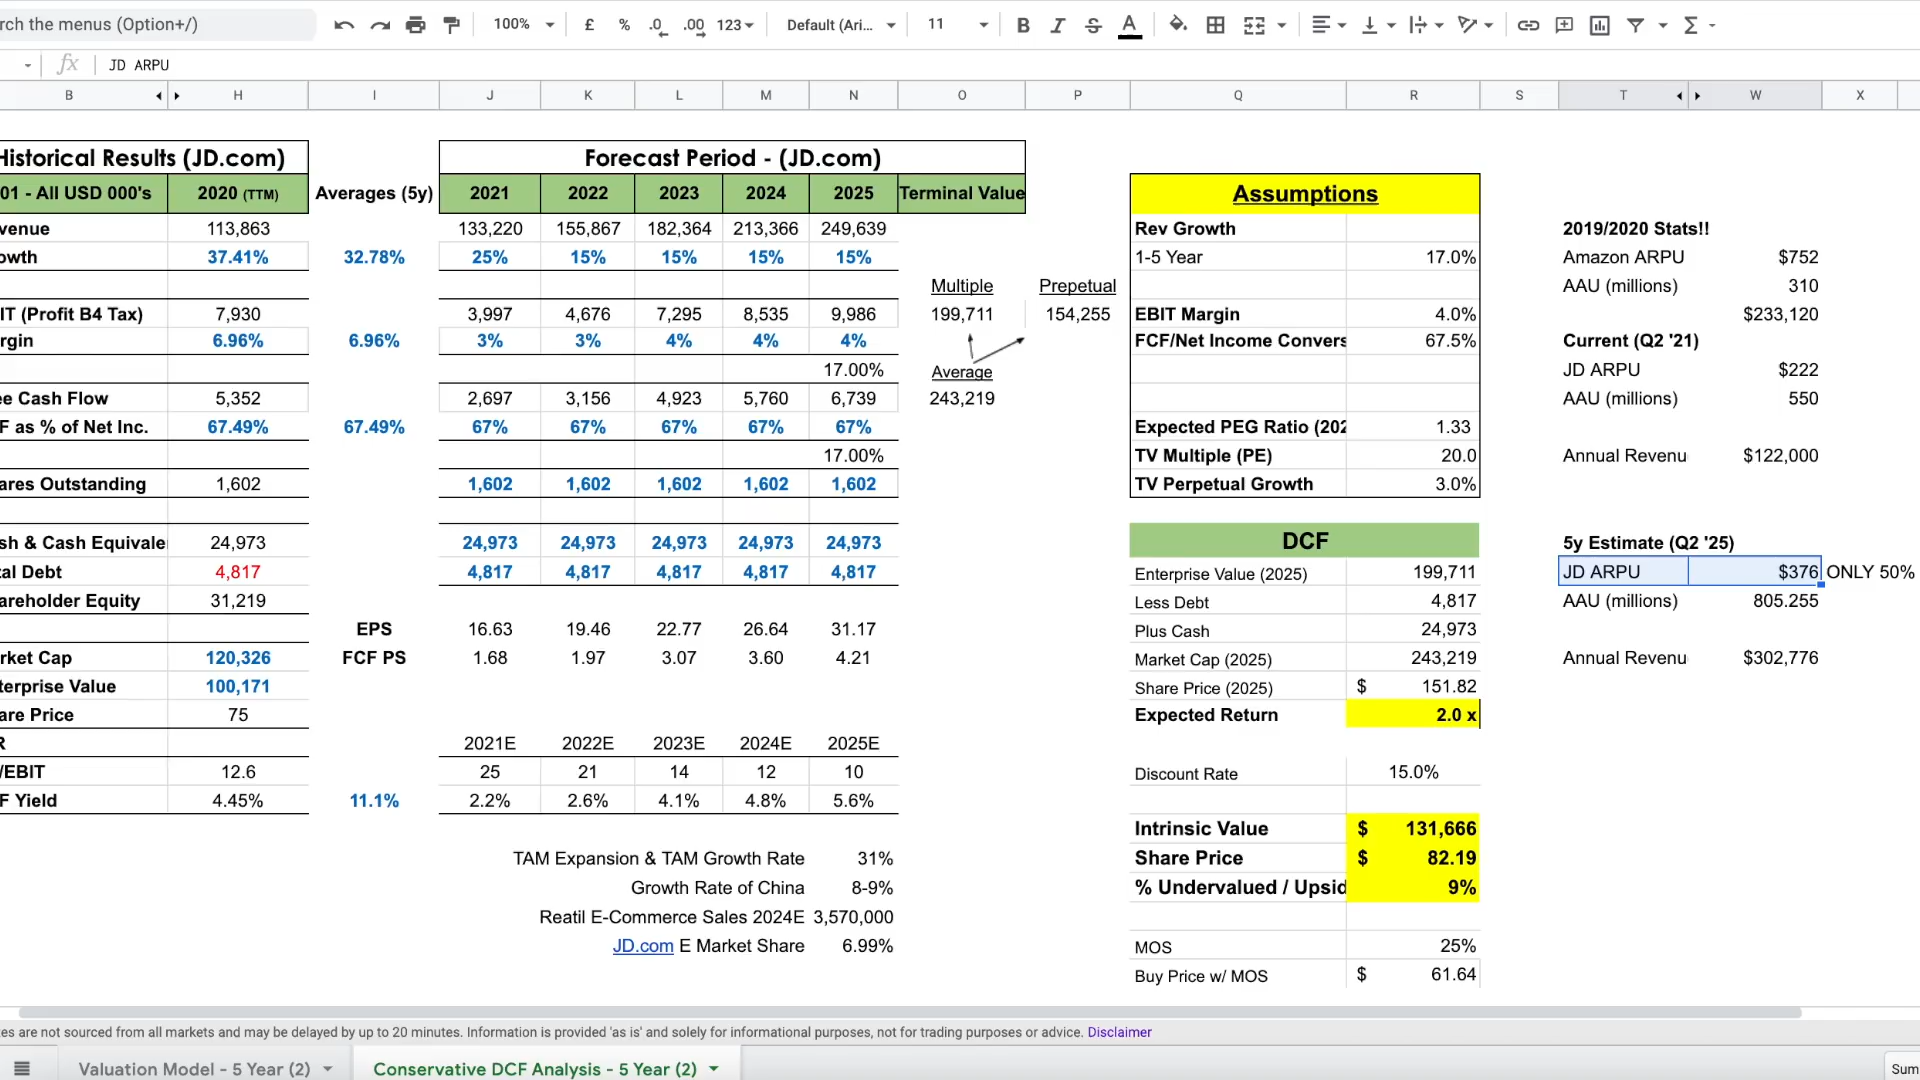 rch the menus (Option+/) 100% £ % .0 .00 123 Default (Ari... 11 B I S A Σ
fx JD ARPU
B H I J K L M N O P Q R S T W X
Historical Results (JD.com) Forecast Period - (JD.com)
01 - All USD 000's 2020 (TTM) Averages (5y) 2021 2022 2023 2024 2025 Terminal Value Assumptions
venue 113,863 133,220 155,867 182,364 213,366 249,639 Rev Growth 2019/2020 Stats!!
owth 37.41% 32.78% 25% 15% 15% 15% 15% 1-5 Year 17.0% Amazon ARPU $752
Multiple Prepetual AAU (millions) 310
IT (Profit B4 Tax) 7,930 3,997 4,676 7,295 8,535 9,986 199,711 154,255 EBIT Margin 4.0% $233,120
rgin 6.96% 6.96% 3% 3% 4% 4% 4% FCF/Net Income Convers 67.5% Current (Q2 '21)
17.00% Average JD ARPU $222
ee Cash Flow 5,352 2,697 3,156 4,923 5,760 6,739 243,219 AAU (millions) 550
F as % of Net Inc. 67.49% 67.49% 67% 67% 67% 67% 67% Expected PEG Ratio (202 1.33
17.00% TV Multiple (PE) 20.0 Annual Revenu $122,000
ares Outstanding 1,602 1,602 1,602 1,602 1,602 1,602 TV Perpetual Growth 3.0%
sh & Cash Equivale 24,973 24,973 24,973 24,973 24,973 24,973 DCF 5y Estimate (Q2 '25)
tal Debt 4,817 4,817 4,817 4,817 4,817 4,817 Enterprise Value (2025) 199,711 JD ARPU $376 ONLY 50%
areholder Equity 31,219 Less Debt 4,817 AAU (millions) 805.255
EPS 16.63 19.46 22.77 26.64 31.17 Plus Cash 24,973
rket Cap 120,326 FCF PS 1.68 1.97 3.07 3.60 4.21 Market Cap (2025) 243,219 Annual Revenu $302,776
terprise Value 100,171 Share Price (2025) $ 151.82
are Price 75 Expected Return 2.0 x
R 2021E 2022E 2023E 2024E 2025E
/EBIT 12.6 25 21 14 12 10 Discount Rate 15.0%
F Yield 4.45% 11.1% 2.2% 2.6% 4.1% 4.8% 5.6%
Intrinsic Value $ 131,666
TAM Expansion & TAM Growth Rate 31% Share Price $ 82.19
Growth Rate of China 8-9% % Undervalued / Upsid 9%
Reatil E-Commerce Sales 2024E 3,570,000
JD.com E Market Share 6.99% MOS 25%
Buy Price w/ MOS $ 61.64
es are not sourced from all markets and may be delayed by up to 20 minutes. Information is provided 'as is' and solely for informational purposes, not for trading purposes or advice. Disclaimer
Valuation Model - 5 Year (2) Conservative DCF Analysis - 5 Year (2) Sum